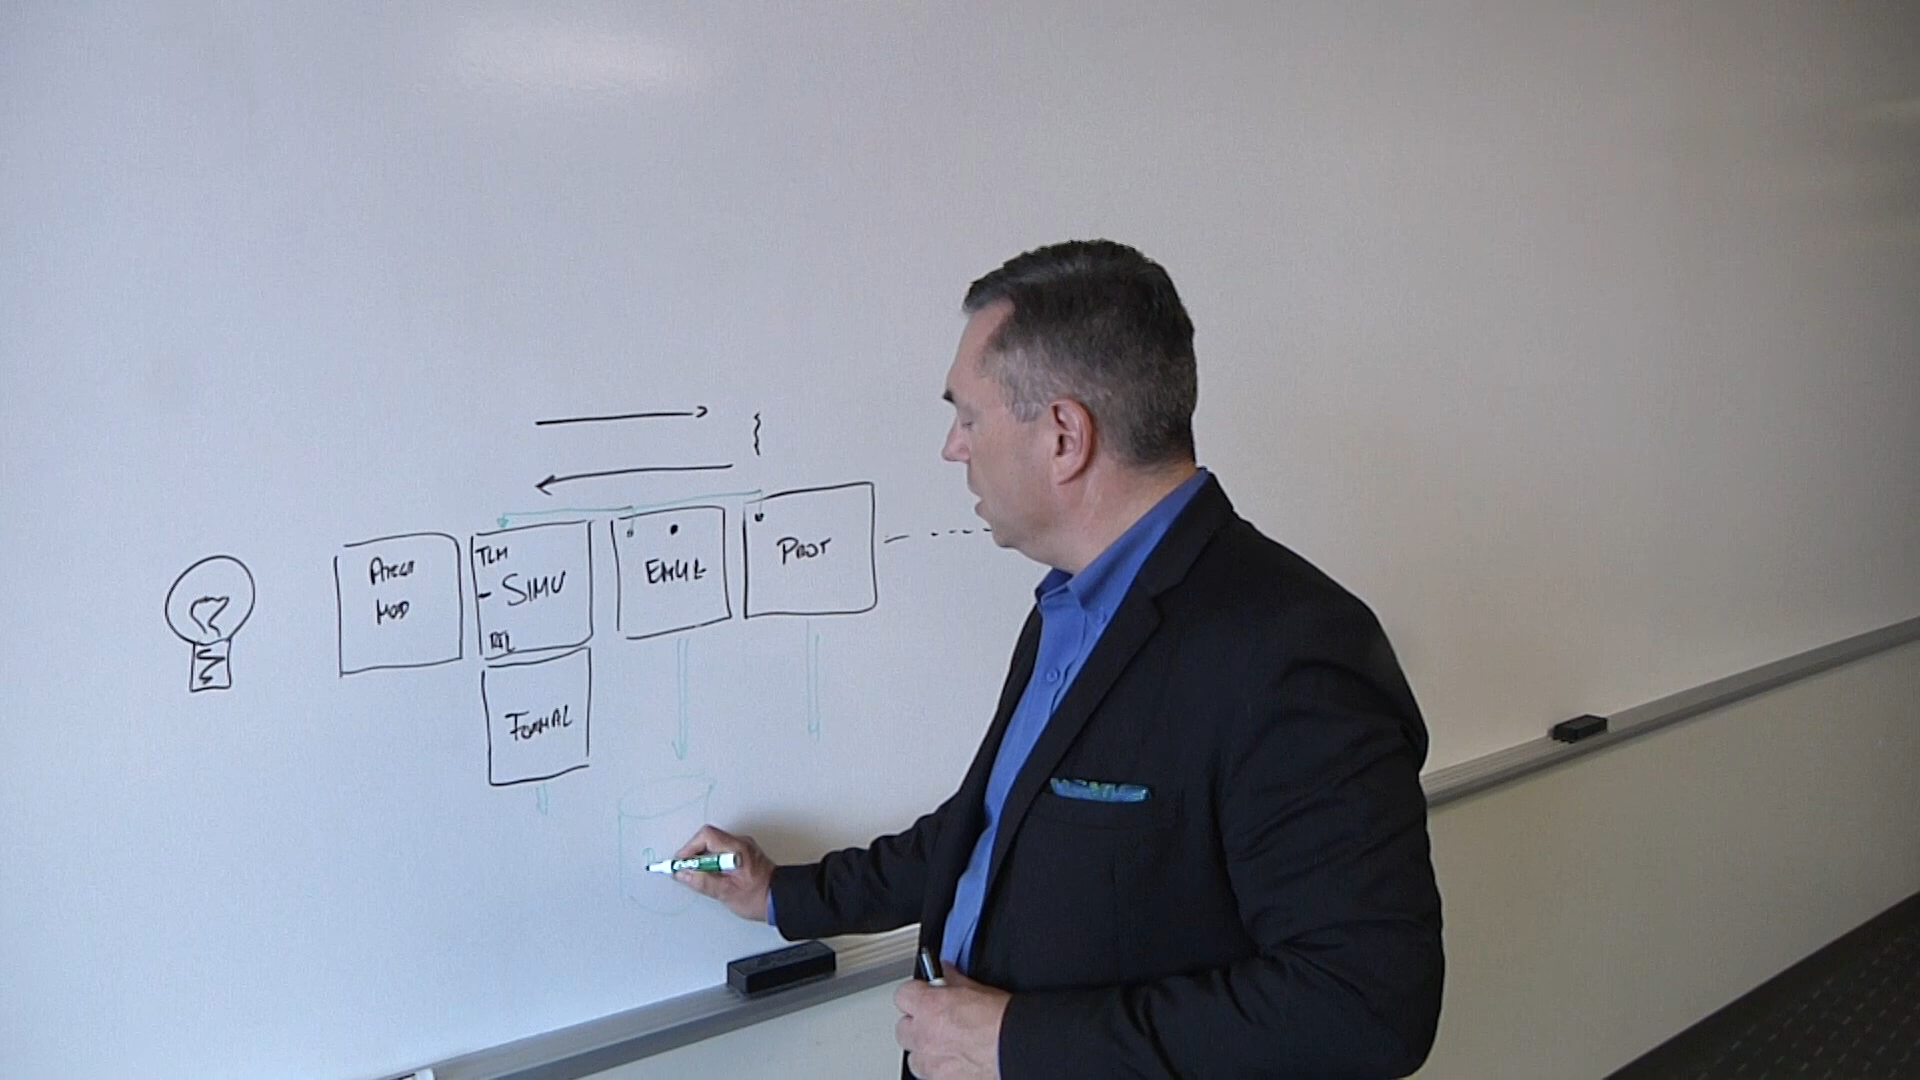 ARCH
MOD
TLM
- SIMU
RTL
EMUL
PROT
FORMAL